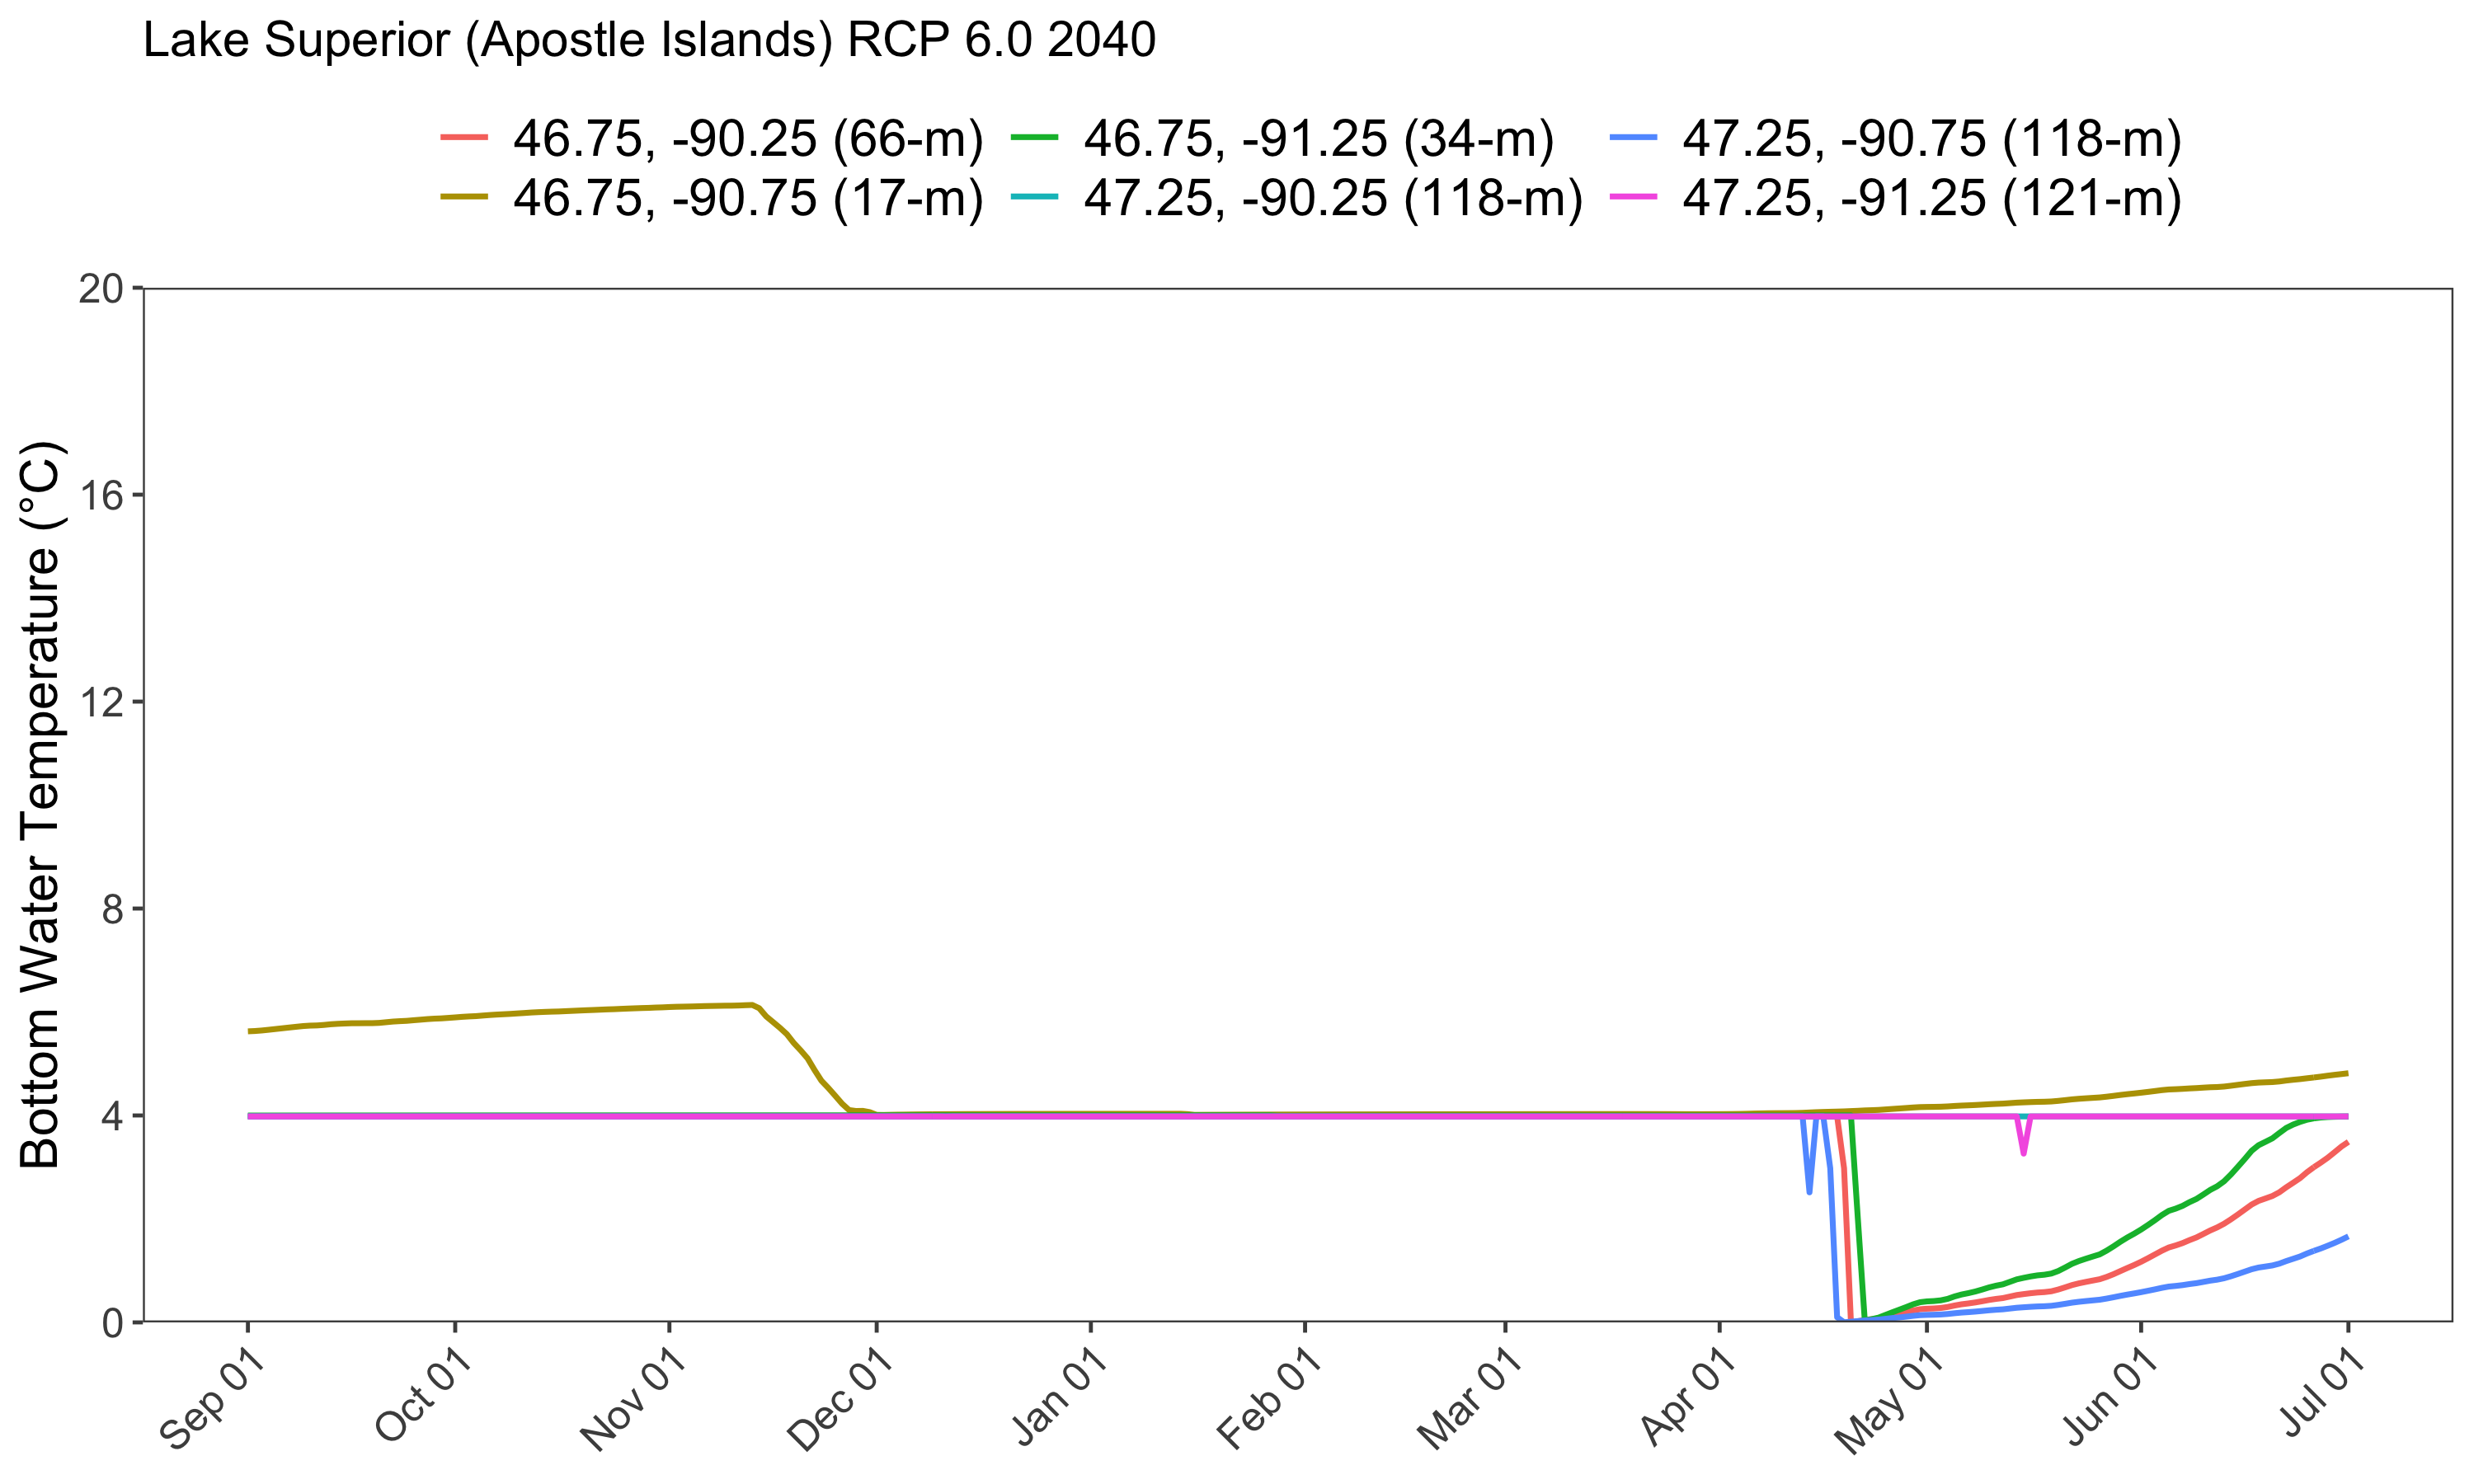 Lake Superior (Apostle Islands) RCP 6.0 2040
46.75, -90.25 (66-m) 46.75, -91.25 (34-m) 47.25, -90.75 (118-m)
46.75, -90.75 (17-m) 47.25, -90.25 (118-m) 47.25, -91.25 (121-m)
Bottom Water Temperature (°C)
20
16
12
8
4
0
Sep 01 Oct 01 Nov 01 Dec 01 Jan 01 Feb 01 Mar 01 Apr 01 May 01 Jun 01 Jul 01